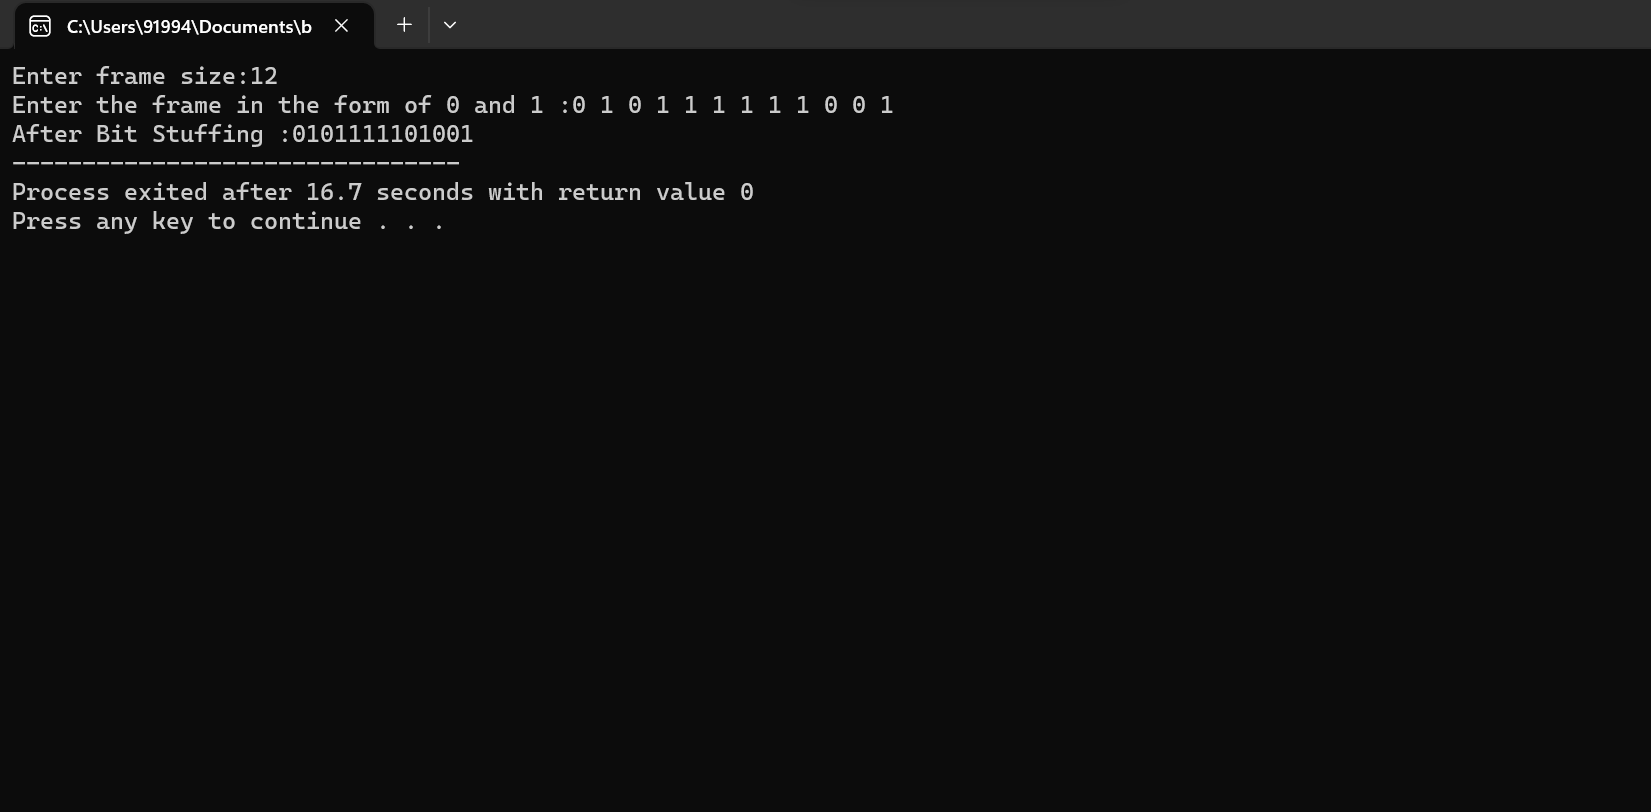 C:\Users\91994\Documents\b
Enter frame size:12
Enter the frame in the form of 0 and 1 :0 1 0 1 1 1 1 1 1 0 0 1
After Bit Stuffing :0101111101001
--------------------------------
Process exited after 16.7 seconds with return value 0
Press any key to continue . . .